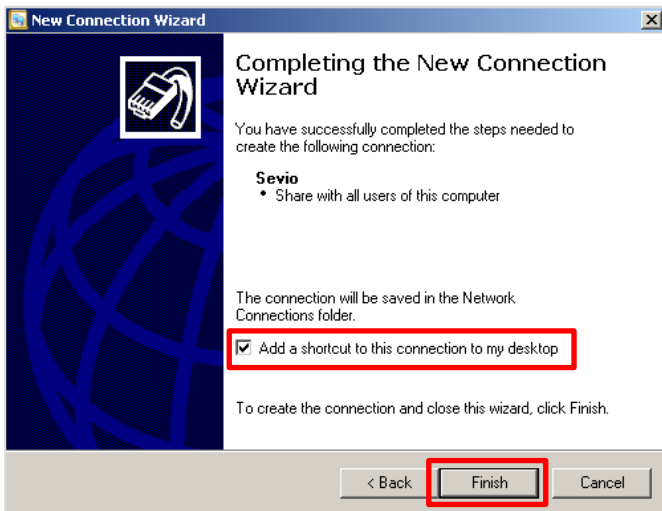 New Connection Wizard
Completing the New Connection
Wizard
You have successfully completed the steps needed to
create the following connection:
Sevio
• Share with all users of this computer
The connection will be saved in the Network
Connections folder.
Add a shortcut to this connection to my desktop
To create the connection and close this wizard, click Finish.
< Back Finish Cancel